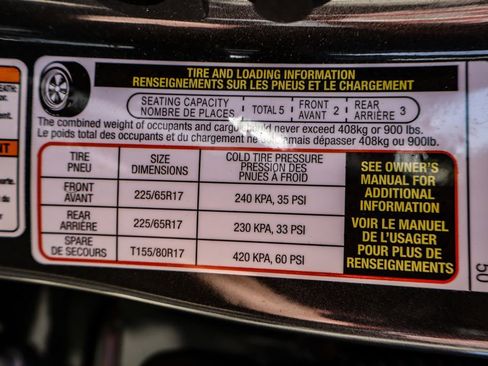 TIRE AND LOADING INFORMATION
RENSEIGNEMENTS SUR LES PNEUS ET LE CHARGEMENT
SEATING CAPACITY
NOMBRE DE PLACES
TOTAL 5
FRONT
AVANT 2
REAR
ARRIÈRE 3
The combined weight of occupants and cargo should never exceed 408kg or 900 lbs.
Le poids total des occupants et du chargement ne doit jamais dépasser 408kg ou 900lb.
TIRE
PNEU
SIZE
DIMENSIONS
COLD TIRE PRESSURE
PRESSION DES
PNUES A FROID
FRONT
AVANT
225/65R17
240 KPA, 35 PSI
REAR
ARRIÈRE
225/65R17
230 KPA, 33 PSI
SPARE
DE SECOURS
T155/80R17
420 KPA, 60 PSI
SEE OWNER'S
MANUAL FOR
ADDITIONAL
INFORMATION
VOIR LE MANUEL
DE L'USAGER
POUR PLUS DE
RENSEIGNEMENTS
50